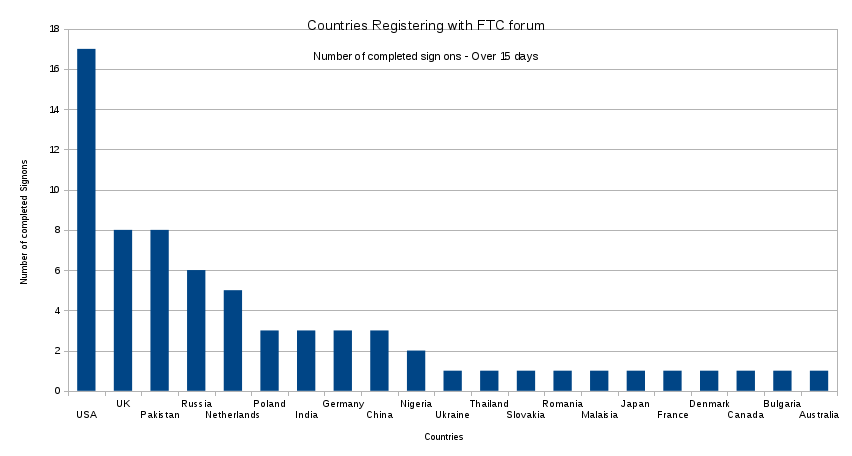 Countries Registering with FTC forum
Number of completed sign ons - Over 15 days
Number of completed Signons
18
16
14
12
10
8
6
4
2
0
USA
UK
Pakistan
Russia
Netherlands
Poland
India
Germany
China
Nigeria
Ukraine
Thailand
Slovakia
Romania
Malaisia
Japan
France
Denmark
Canada
Bulgaria
Australia
Countries